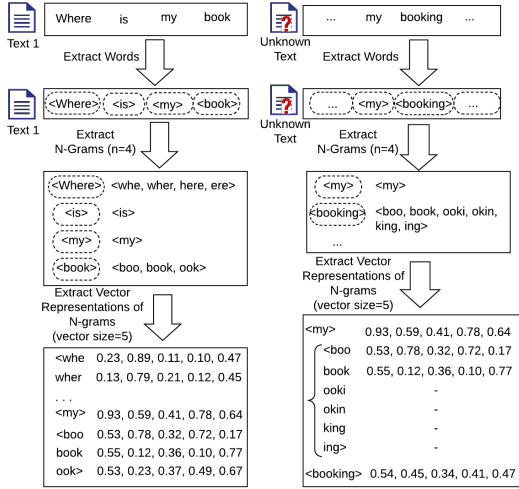 Where is my book
Text 1
Extract Words
<Where> <is> <my> <book>
Text 1
Extract
N-Grams (n=4)
<Where> <whe, wher, here, ere>
<is> <is>
<my> <my>
<book> <boo, book, ook>
Extract Vector
Representations of
N-grams
(vector size=5)
<whe 0.23, 0.89, 0.11, 0.10, 0.47
wher 0.13, 0.79, 0.21, 0.12, 0.45
. . .
<my> 0.93, 0.59, 0.41, 0.78, 0.64
<boo 0.53, 0.78, 0.32, 0.72, 0.17
book 0.55, 0.12, 0.36, 0.10, 0.77
ook> 0.53, 0.23, 0.37, 0.49, 0.67
?
... my booking ...
Unknown
Text
Extract Words
?
... <my> <booking> ...
Unknown
Text
Extract
N-Grams (n=4)
<my> <my>
<booking> <boo, book, ooki, okin,
king, ing>
...
Extract Vector
Representations of
N-grams
(vector size=5)
<my> 0.93, 0.59, 0.41, 0.78, 0.64
<boo 0.53, 0.78, 0.32, 0.72, 0.17
book 0.55, 0.12, 0.36, 0.10, 0.77
ooki -
okin -
king -
ing> -
<booking> 0.54, 0.45, 0.34, 0.41, 0.47